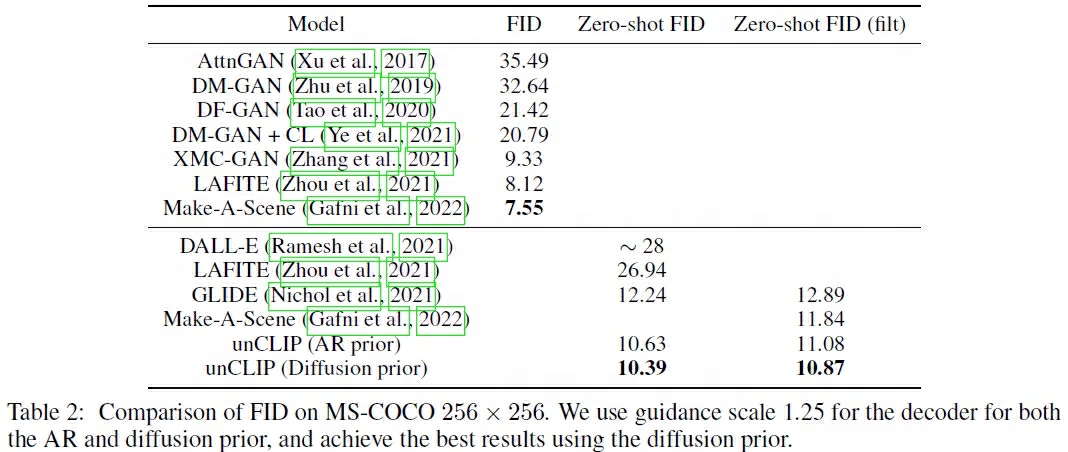 Model FID Zero-shot FID Zero-shot FID (filt)
AttnGAN (Xu et al., 2017) 35.49
DM-GAN (Zhu et al., 2019) 32.64
DF-GAN (Tao et al., 2020) 21.42
DM-GAN + CL (Ye et al., 2021) 20.79
XMC-GAN (Zhang et al., 2021) 9.33
LAFITE (Zhou et al., 2021) 8.12
Make-A-Scene (Gafni et al., 2022) 7.55
DALL-E (Ramesh et al., 2021) ∼ 28
LAFITE (Zhou et al., 2021) 26.94
GLIDE (Nichol et al., 2021) 12.24 12.89
Make-A-Scene (Gafni et al., 2022) 11.84
unCLIP (AR prior) 10.63 11.08
unCLIP (Diffusion prior) 10.39 10.87
Table 2: Comparison of FID on MS-COCO 256 × 256. We use guidance scale 1.25 for the decoder for both
the AR and diffusion prior, and achieve the best results using the diffusion prior.